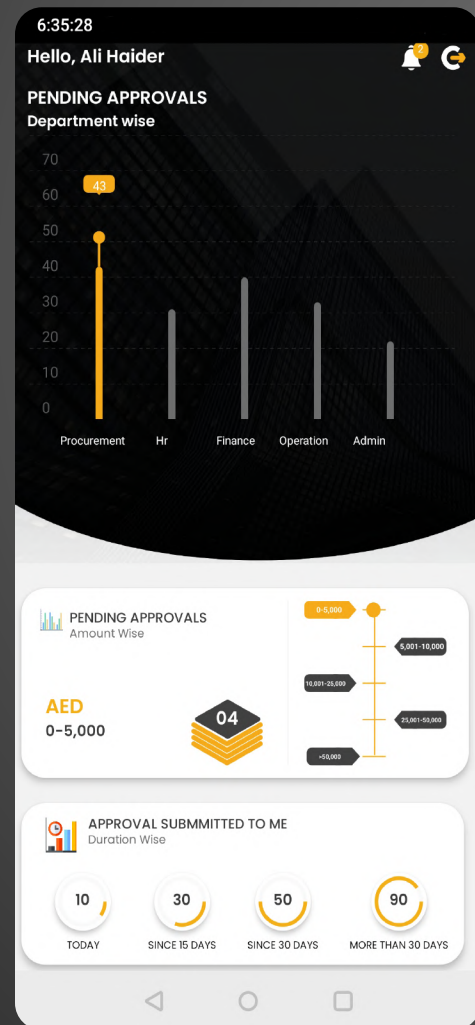 6:35:28
Hello, Ali Haider
2
PENDING APPROVALS
Department wise
70
60
50
40
30
20
10
0
43
Procurement
Hr
Finance
Operation
Admin
PENDING APPROVALS
Amount Wise
AED
0-5,000
04
0-5,000
5,001-10,000
10,001-25,000
25,001-50,000
>50,000
APPROVAL SUBMMITTED TO ME
Duration Wise
10
TODAY
30
SINCE 15 DAYS
50
SINCE 30 DAYS
90
MORE THAN 30 DAYS